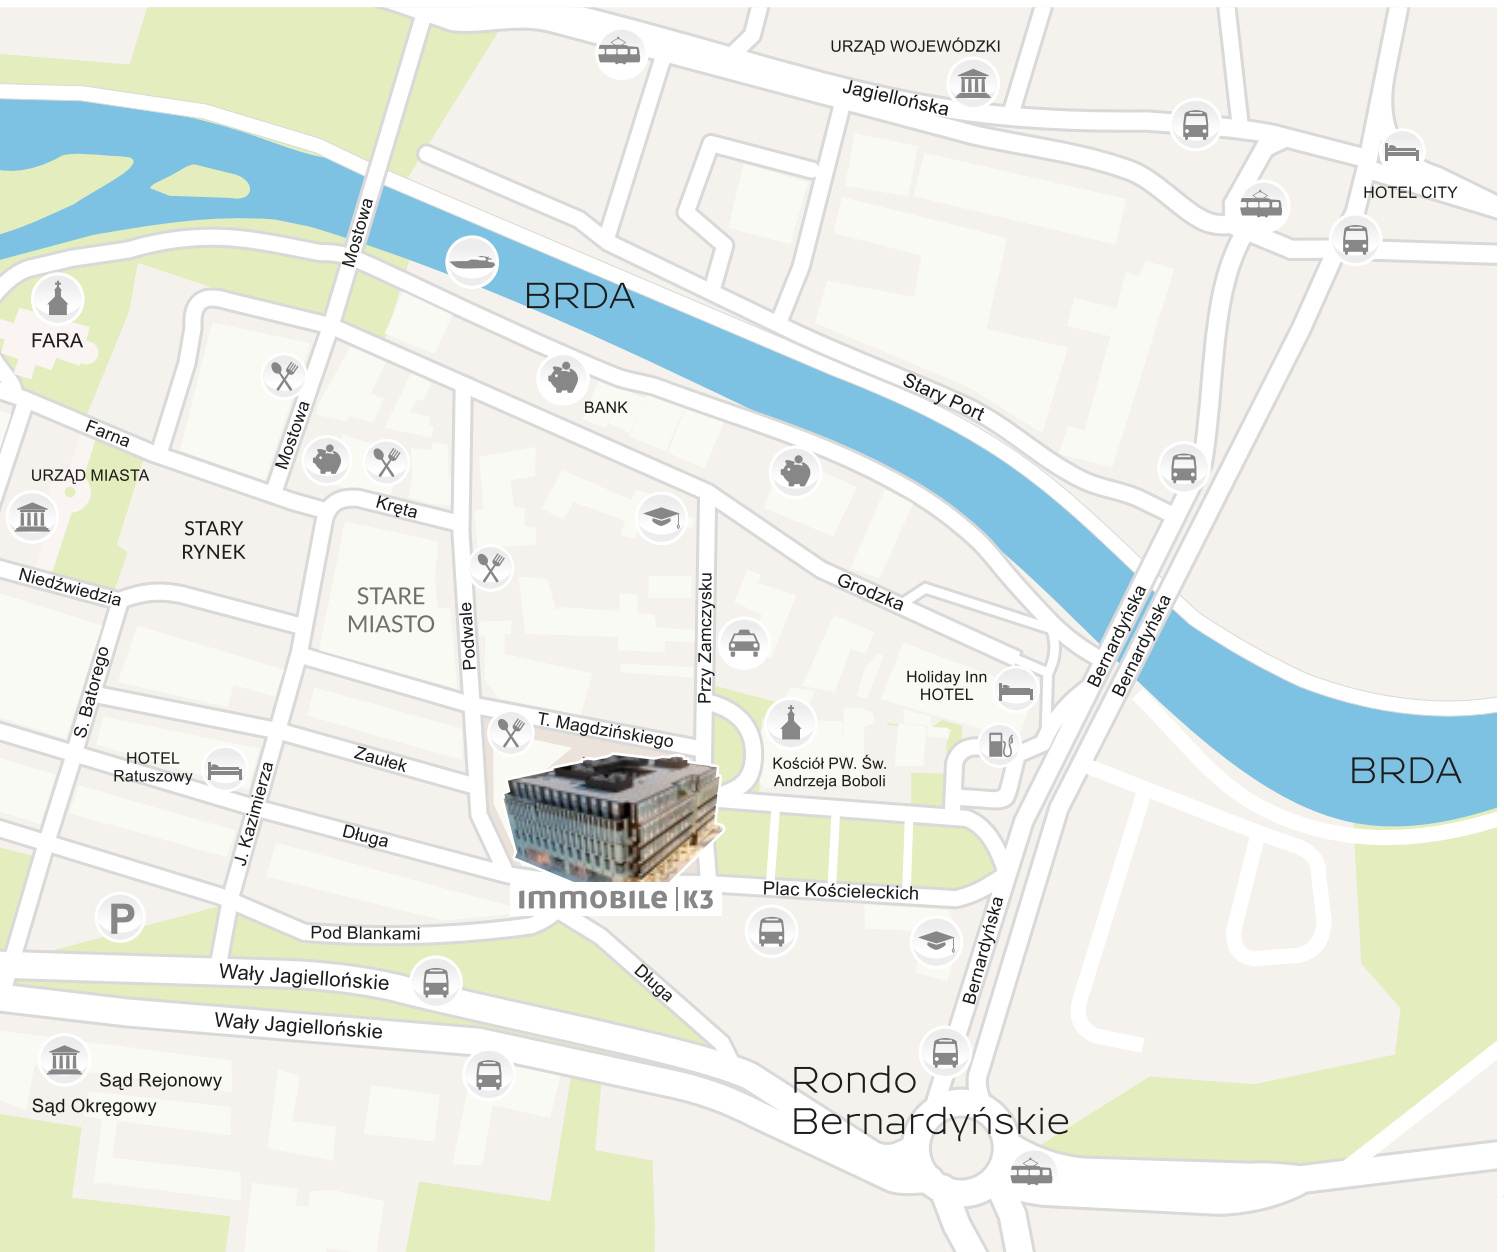 URZĄD WOJEWÓDZKI
Jagiellońska
HOTEL CITY
Mostowa
BRDA
FARA
BANK
Stary Port
Farna
Mostowa
URZĄD MIASTA
Kręta
STARY
RYNEK
Niedźwiedzia
STARE
MIASTO
Grodzka
Przy Zamczysku
Podwale
Bernardyńska
Bernardyńska
S. Batorego
Holiday Inn
HOTEL
T. Magdzińskiego
HOTEL
Ratuszowy
Zaułek
Kościół PW. Św.
Andrzeja Boboli
BRDA
J. Kazimierza
Długa
IMMOBILE | K3
Plac Kościeleckich
P
Pod Blankami
Bernardyńska
Wały Jagiellońskie
Długa
Wały Jagiellońskie
Sąd Rejonowy
Sąd Okręgowy
Rondo
Bernardyńskie